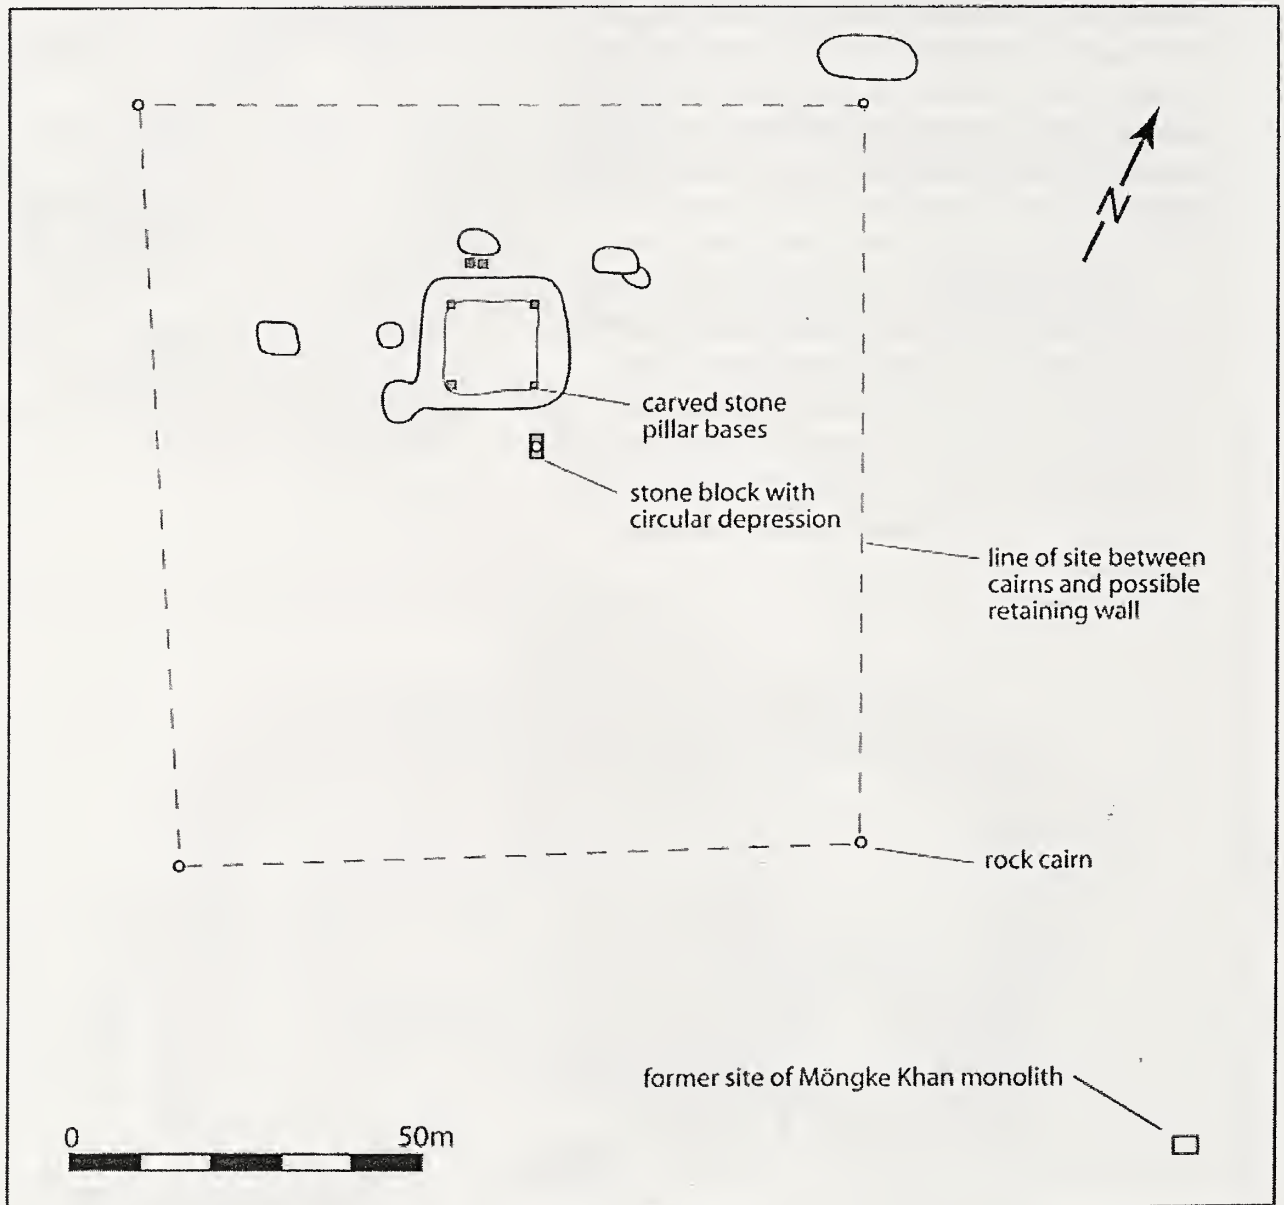 N
carved stone
pillar bases
stone block with
circular depression
line of site between
cairns and possible
retaining wall
rock cairn
former site of Möngke Khan monolith
0 50m